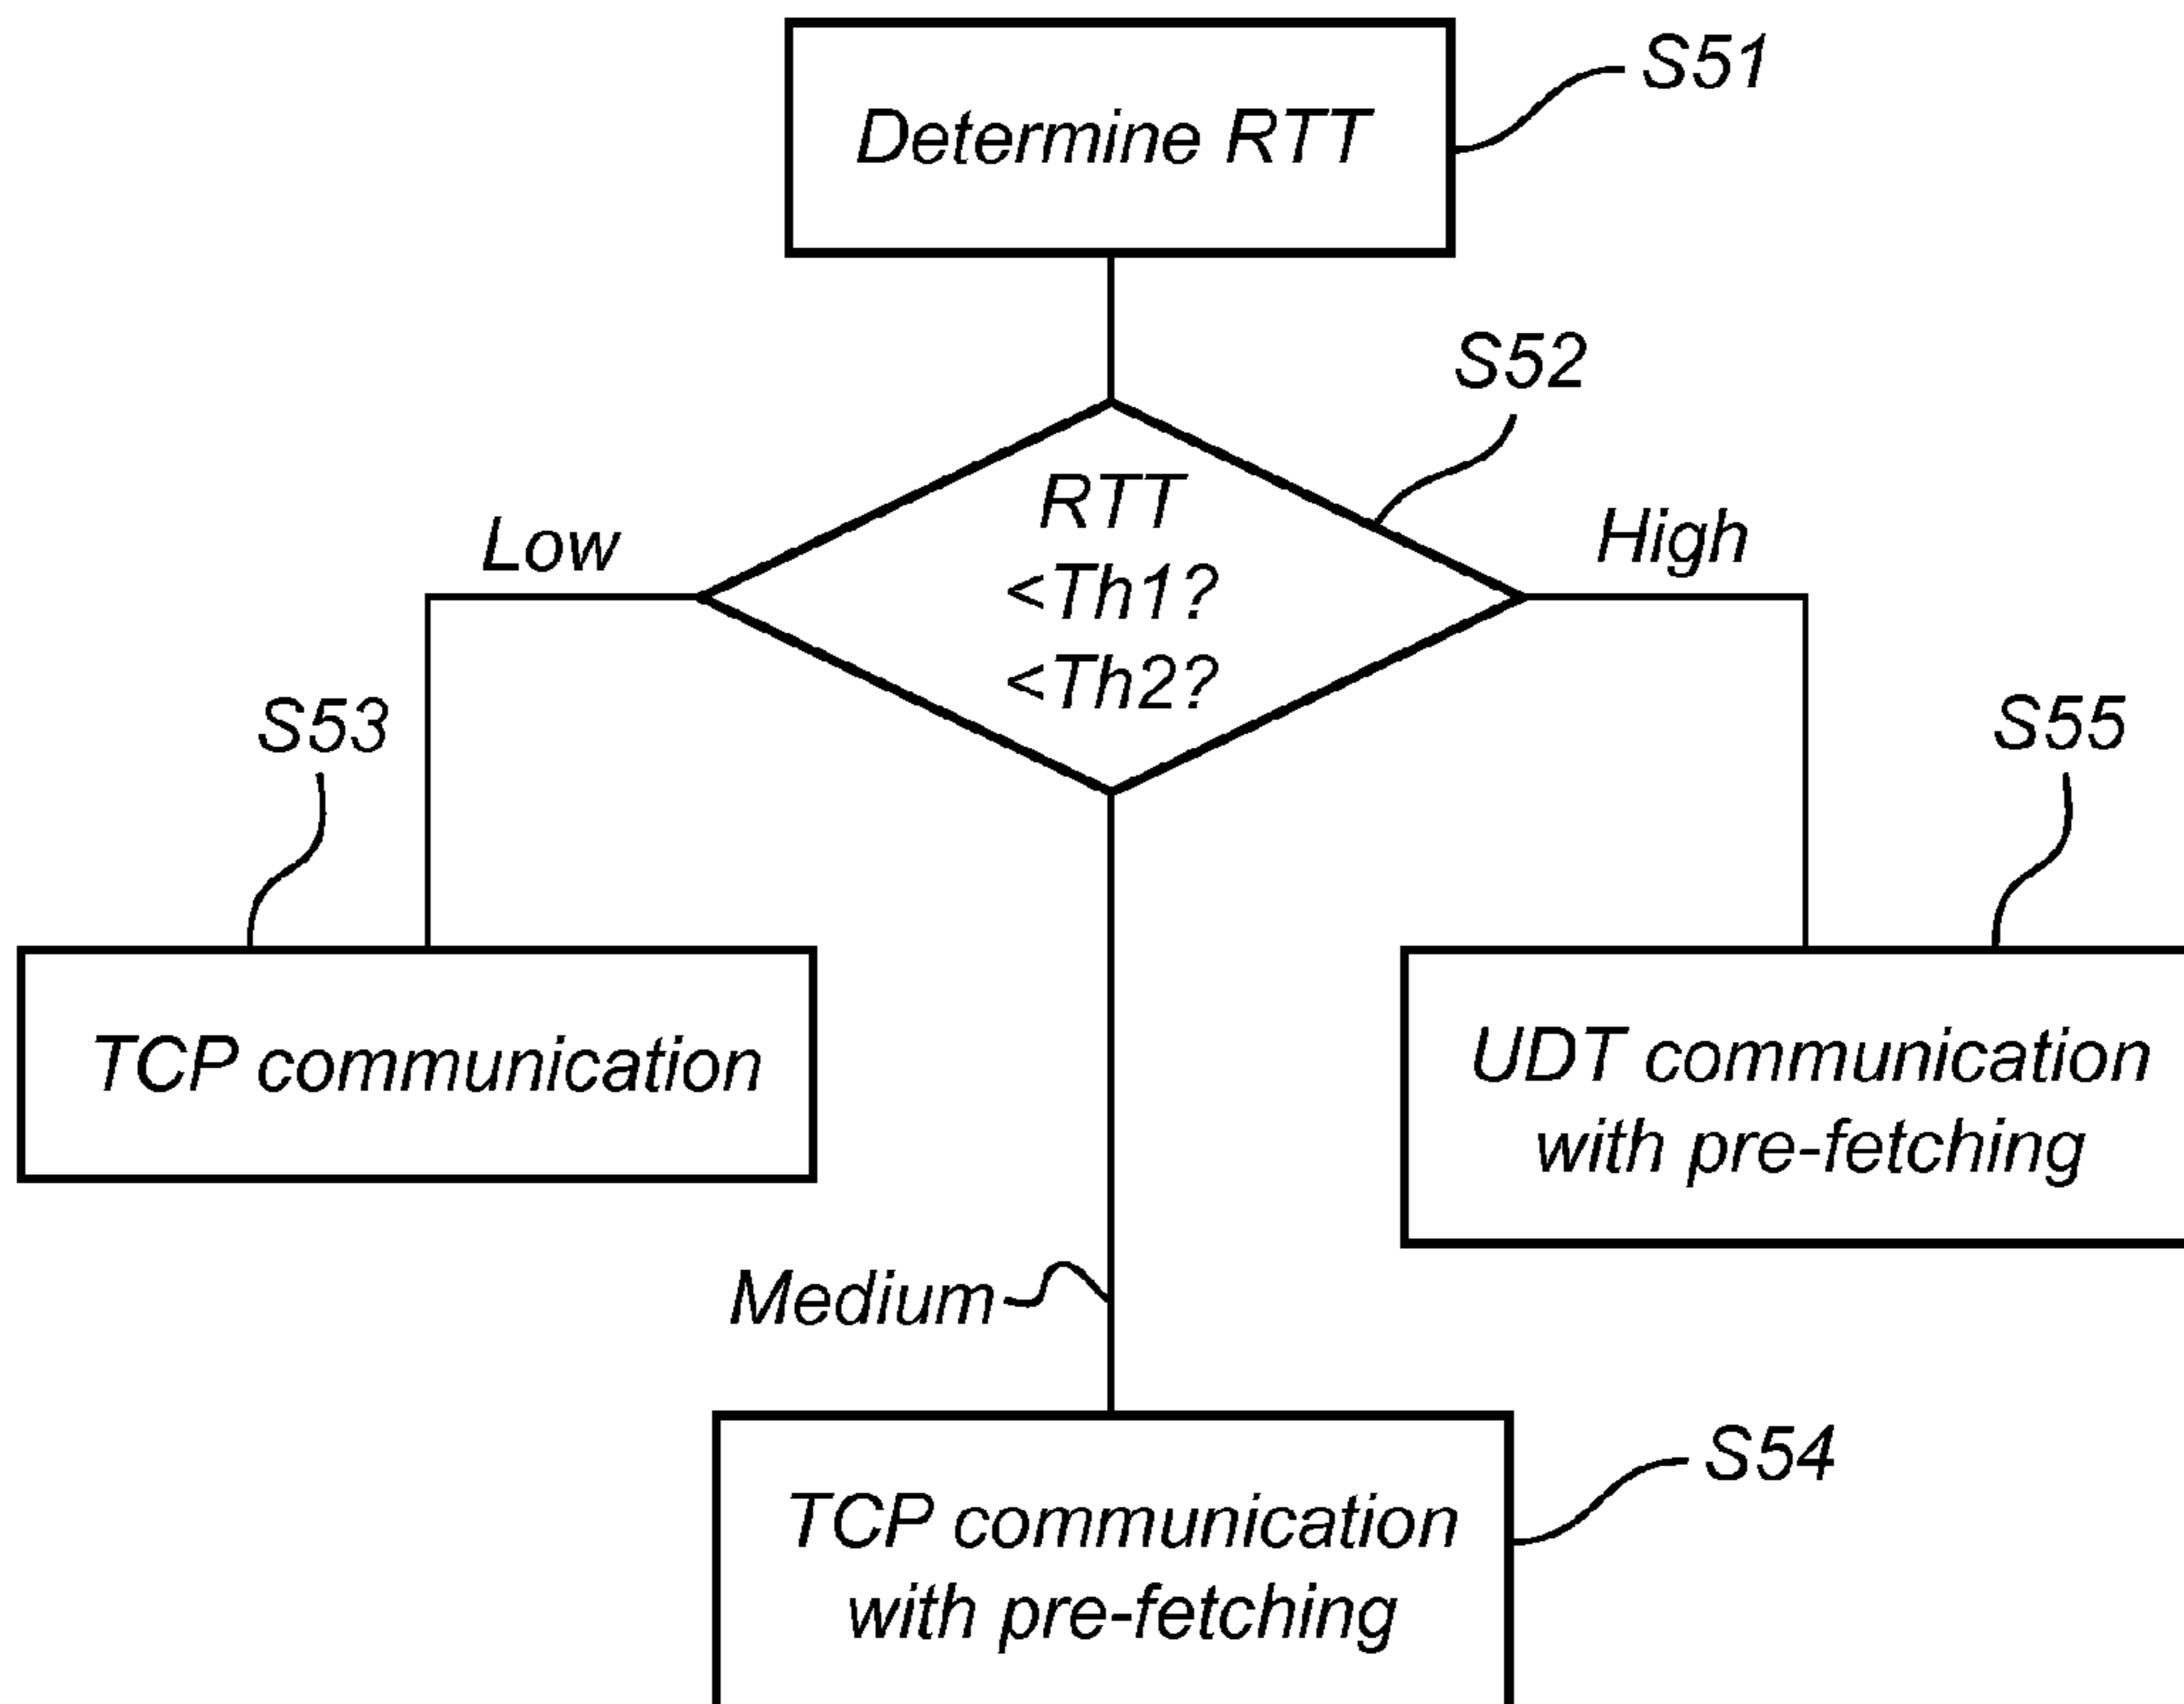 Determine RTT
S51
S52
RTT
<Th1?
<Th2?
Low
High
S53
S55
TCP communication
UDT communication
with pre-fetching
Medium
S54
TCP communication
with pre-fetching